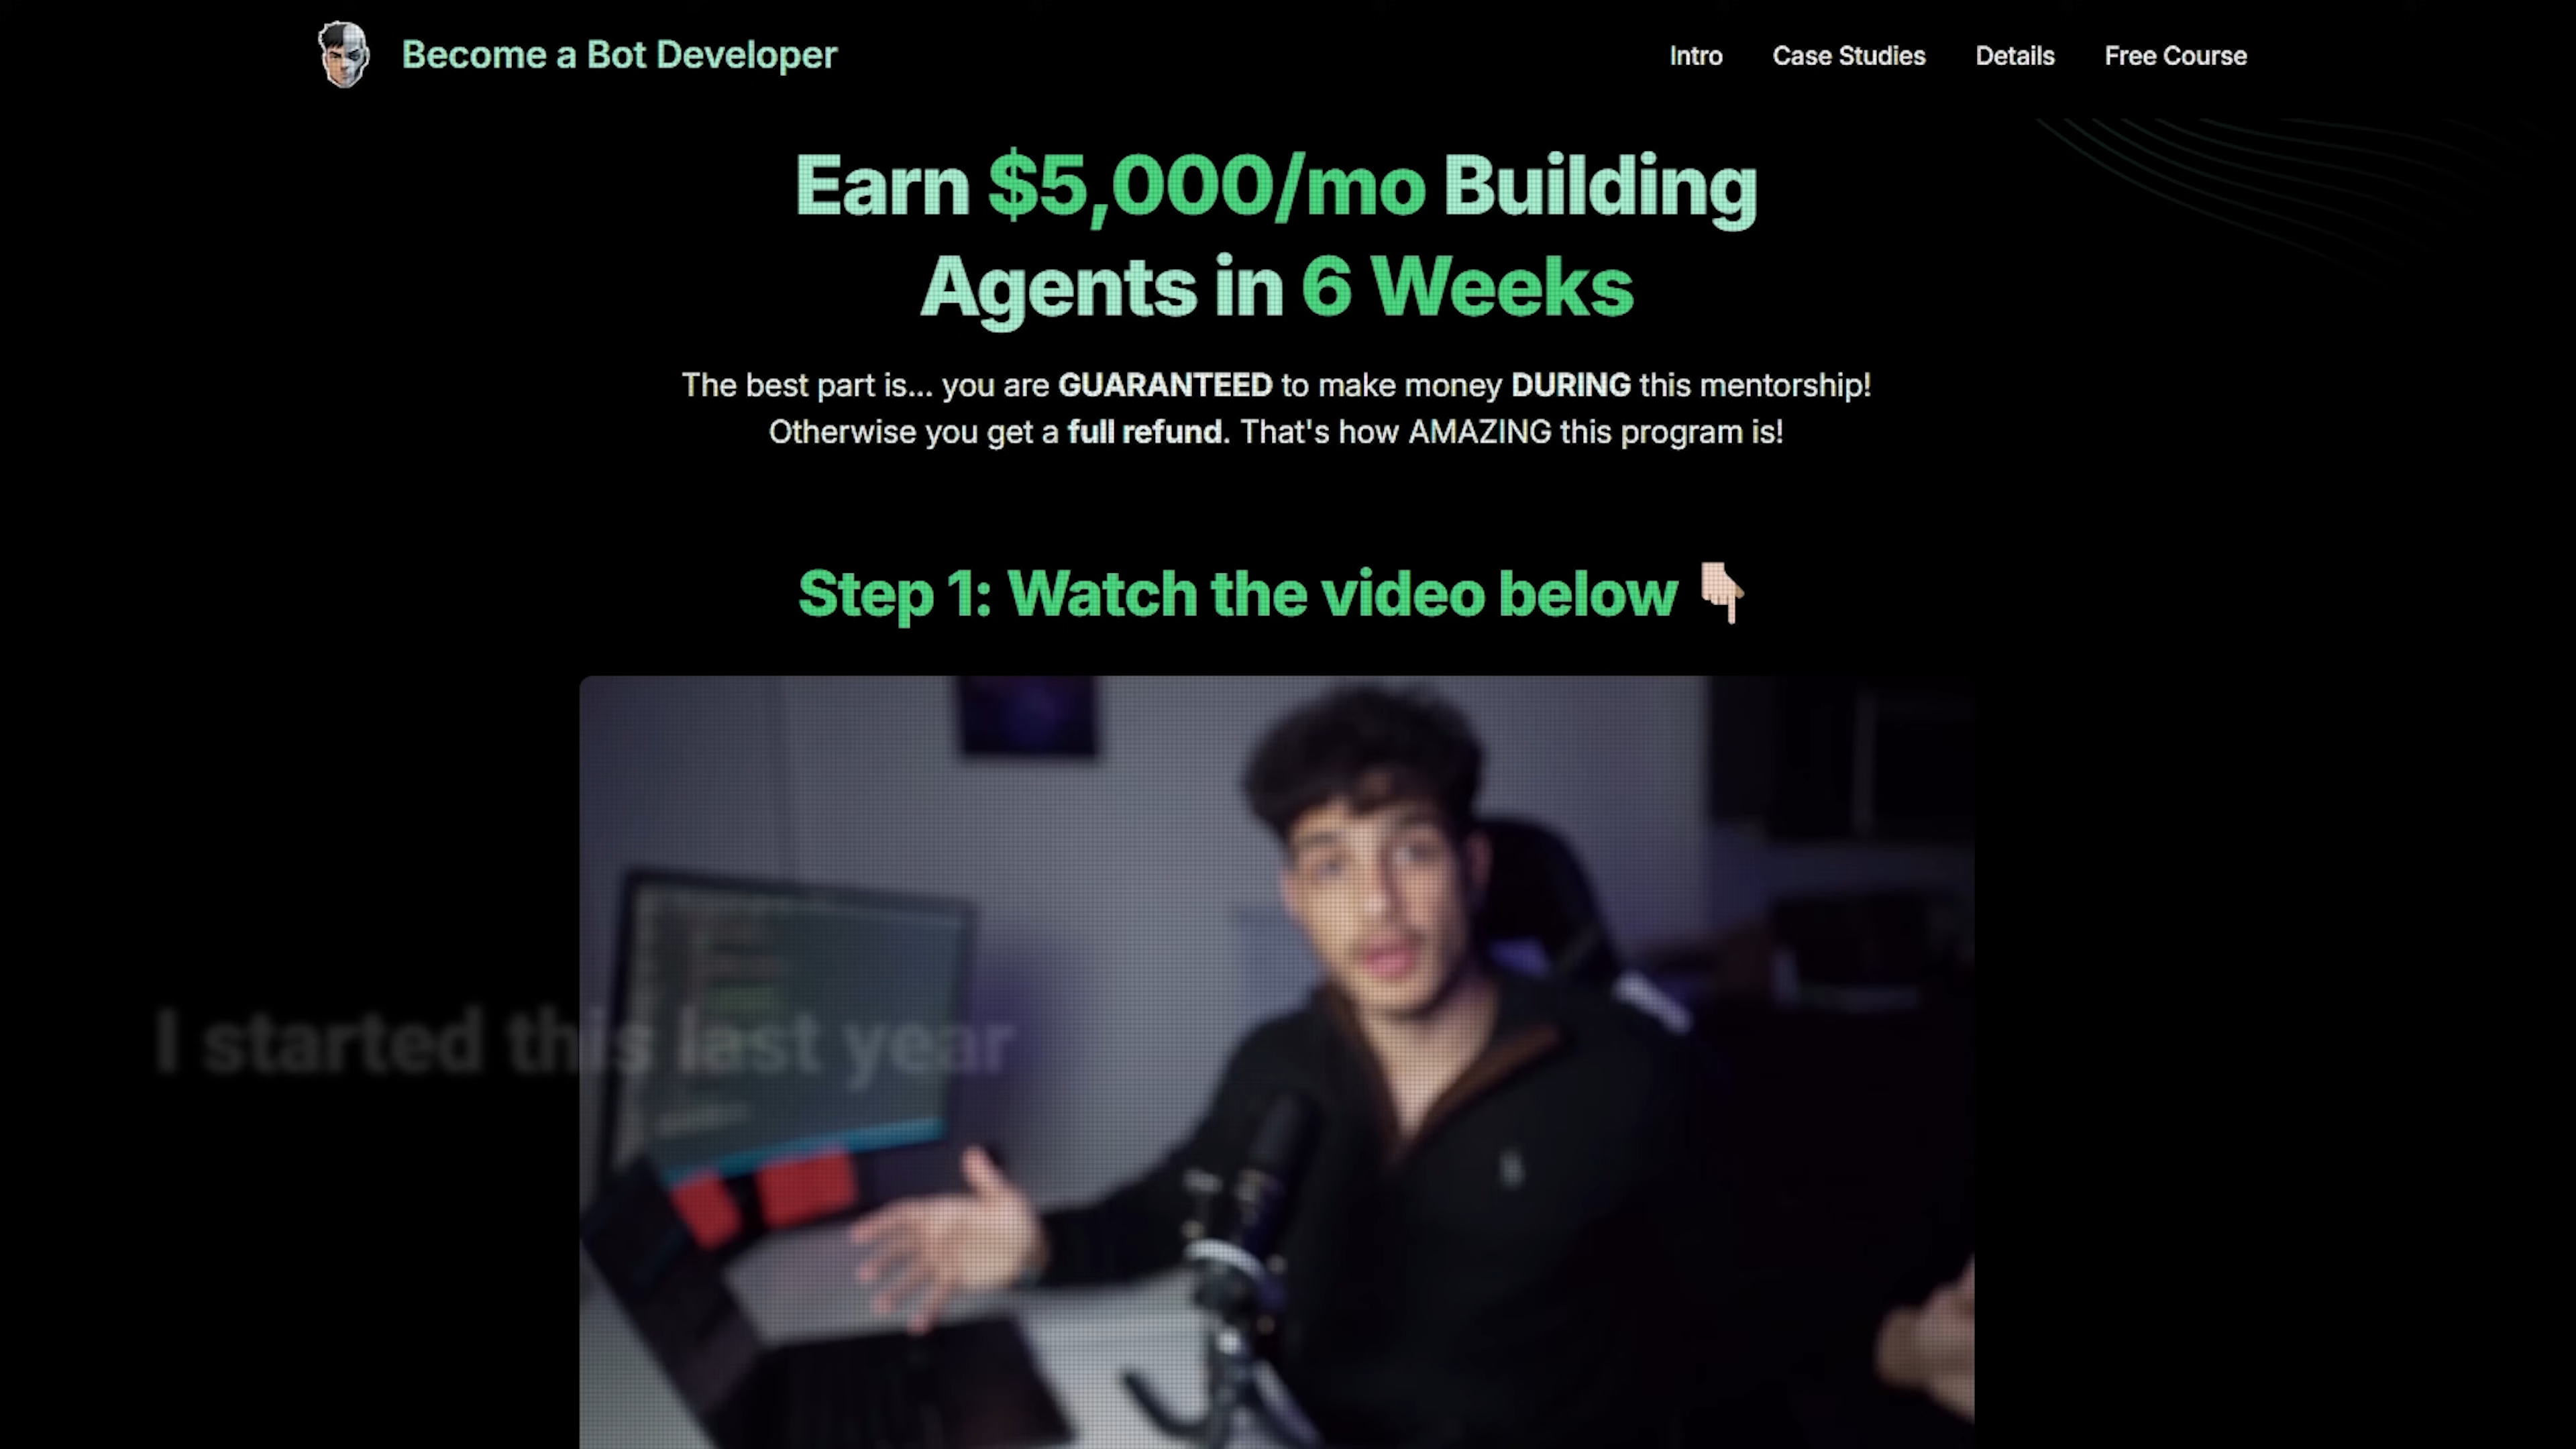 Become a Bot Developer
Intro
Case Studies
Details
Free Course
Earn $5,000/mo Building
Agents in 6 Weeks
The best part is... you are GUARANTEED to make money DURING this mentorship!
Otherwise you get a full refund. That's how AMAZING this program is!
Step 1: Watch the video below 👇🏻
I started this last year